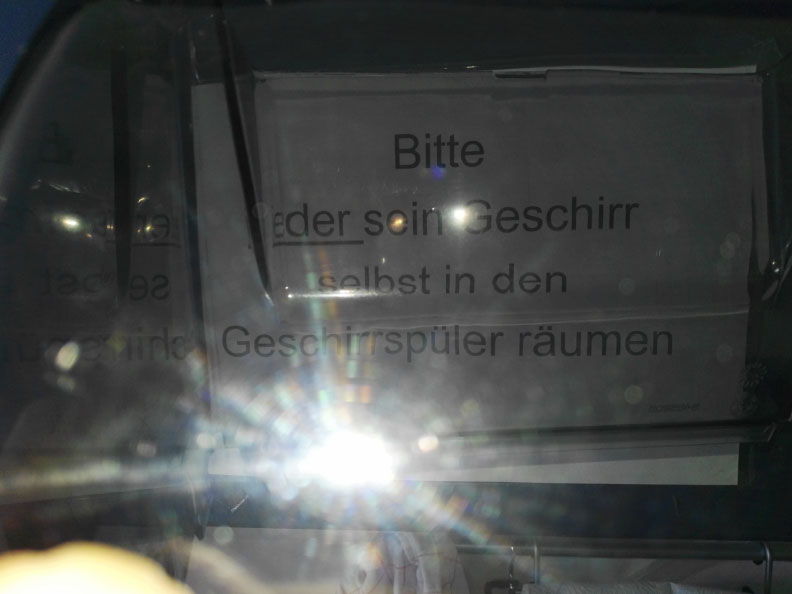 Bitte
jeder sein Geschirr
selbst in den
Geschirrspüler räumen